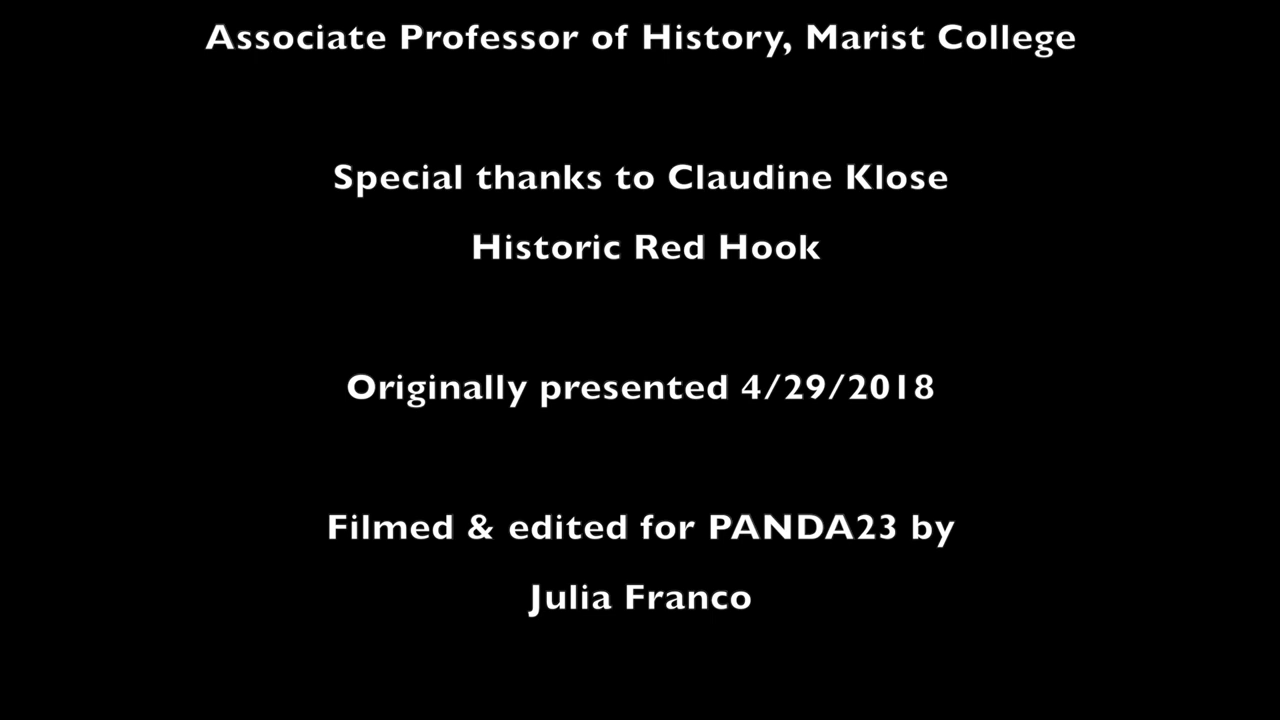 Associate Professor of History, Marist College
Special thanks to Claudine Klose
Historic Red Hook
Originally presented 4/29/2018
Filmed & edited for PANDA23 by
Julia Franco